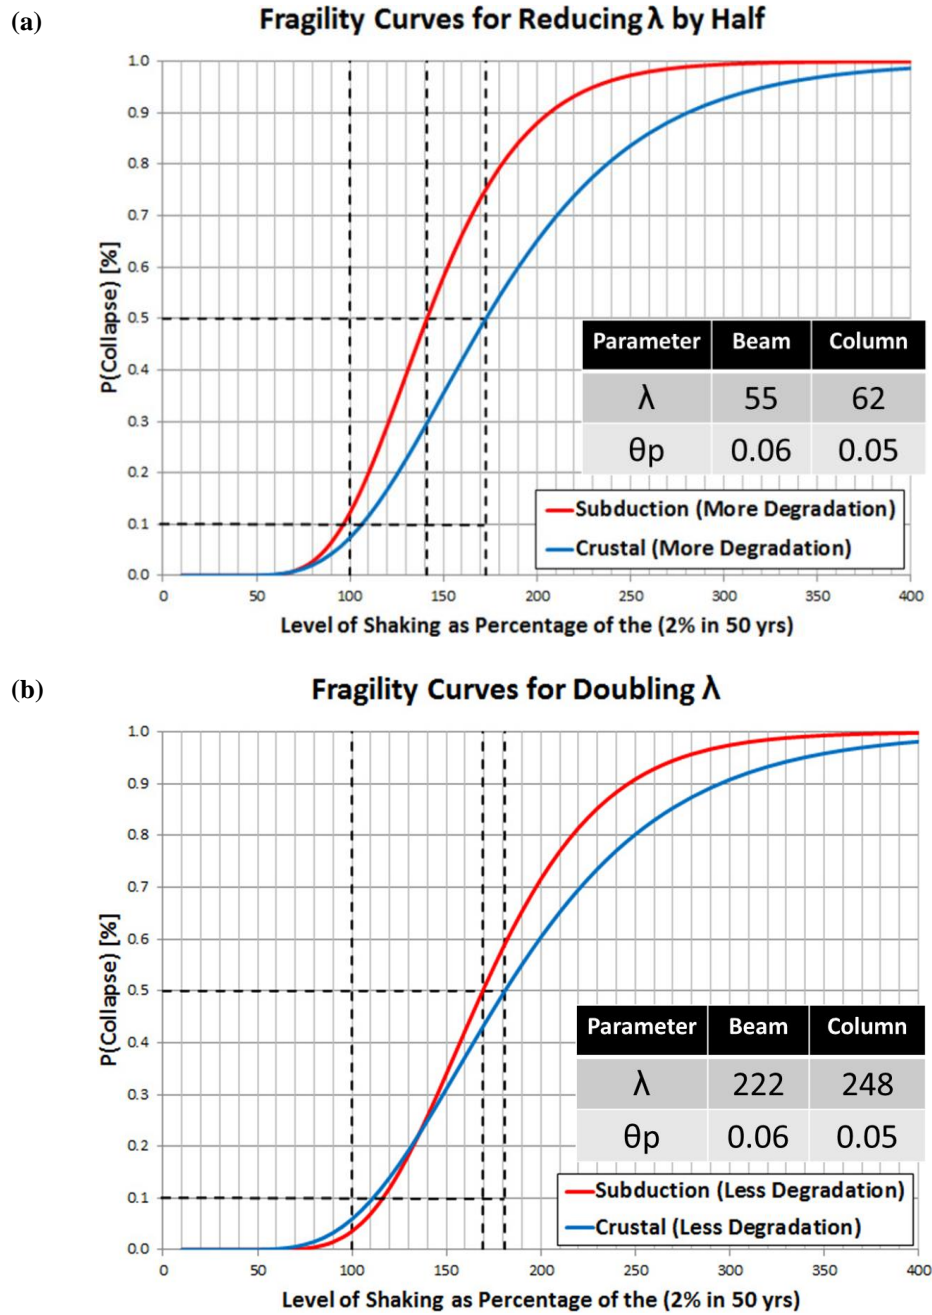 (a)
Fragility Curves for Reducing λ by Half
1.0
0.9
0.8
0.7
0.6
0.5
0.4
0.3
0.2
0.1
0.0
P(Collapse) [%]
Parameter Beam Column
λ 55 62
θp 0.06 0.05
Subduction (More Degradation)
Crustal (More Degradation)
0 50 100 150 200 250 300 350 400
Level of Shaking as Percentage of the (2% in 50 yrs)
(b)
Fragility Curves for Doubling λ
1.0
0.9
0.8
0.7
0.6
0.5
0.4
0.3
0.2
0.1
0.0
P(Collapse) [%]
Parameter Beam Column
λ 222 248
θp 0.06 0.05
Subduction (Less Degradation)
Crustal (Less Degradation)
0 50 100 150 200 250 300 350 400
Level of Shaking as Percentage of the (2% in 50 yrs)